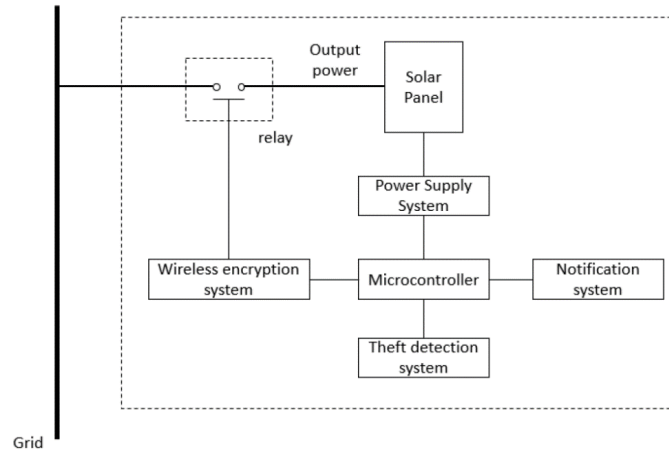 Output
power
Solar
Panel
relay
Power Supply
System
Wireless encryption
system
Microcontroller
Notification
system
Theft detection
system
Grid